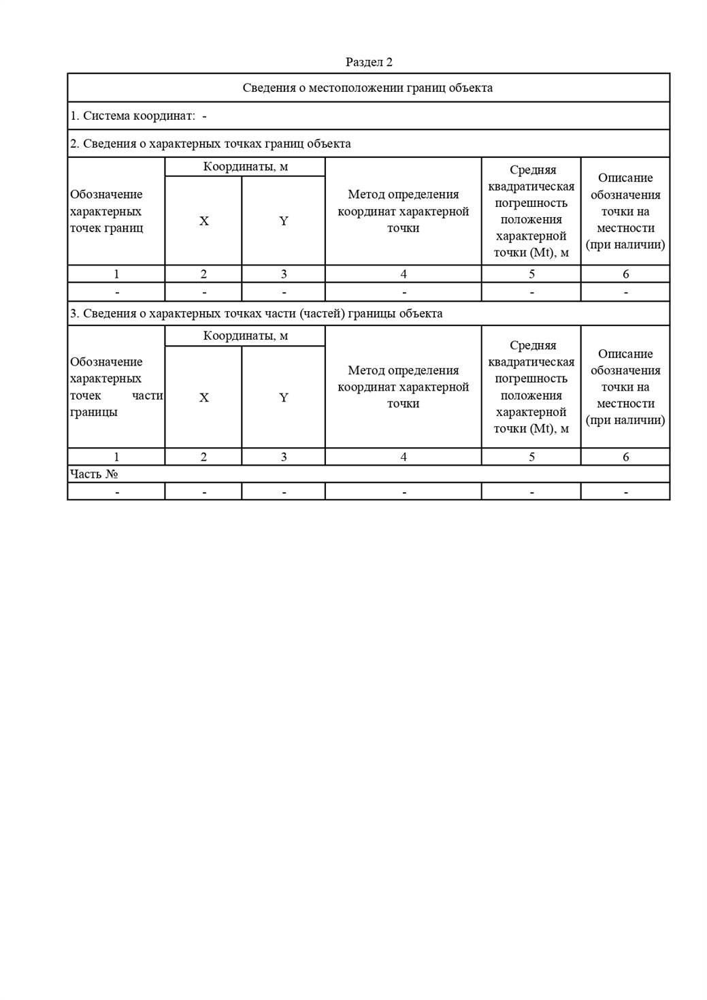 Раздел 2
Сведения о местоположении границ объекта
1. Система координат:  -
2. Сведения о характерных точках границ объекта
Обозначение
характерных
точек границ
Координаты, м
X
Y
Метод определения
координат характерной
точки
Средняя
квадратическая
погрешность
положения
характерной
точки (Mt), м
Описание
обозначения
точки на
местности
(при наличии)
1 2 3 4 5 6
- - - - - -
3. Сведения о характерных точках части (частей) границы объекта
Обозначение
характерных
точек части
границы
Координаты, м
X
Y
Метод определения
координат характерной
точки
Средняя
квадратическая
погрешность
положения
характерной
точки (Mt), м
Описание
обозначения
точки на
местности
(при наличии)
1 2 3 4 5 6
Часть №
- - - - - -